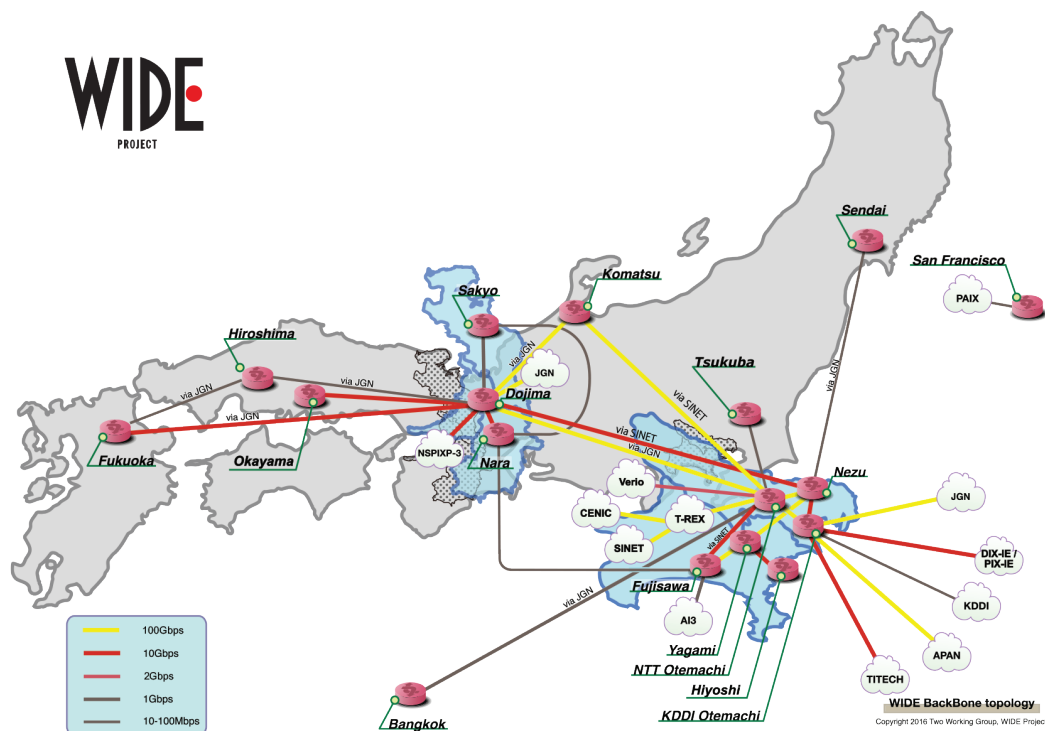 WIDE
PROJECT
Sendai
San Francisco
PAIX
Komatsu
Sakyo
Hiroshima
via JGN
JGN
Tsukuba
via JGN
via JGN
via JGN
Dojima
via SINET
via JGN
via SINET
via JGN
NSPIXP-3
Fukuoka
Okayama
Nara
Nezu
Verio
CENIC
T-REX
JGN
SINET
via SINET
DIX-IE /
PIX-IE
Fujisawa
via JGN
KDDI
AI3
Yagami
APAN
NTT Otemachi
TITECH
Hiyoshi
KDDI Otemachi
Bangkok
100Gbps
10Gbps
2Gbps
1Gbps
10-100Mbps
WIDE BackBone topology
Copyright 2016 Two Working Group, WIDE Projec